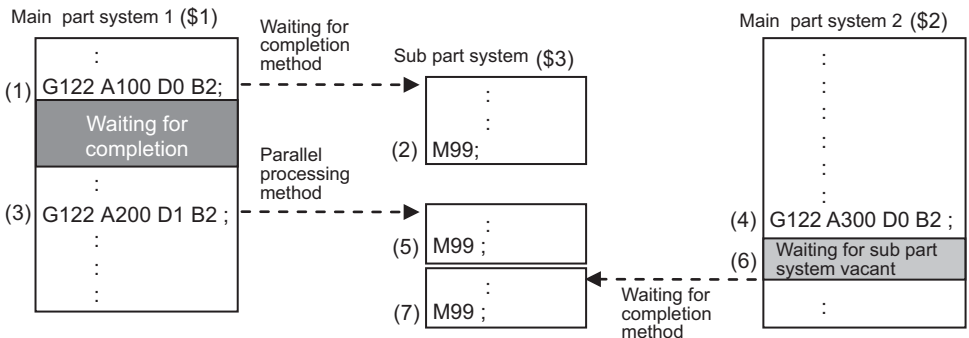 Main part system 1 ($1)
:
(1) G122 A100 D0 B2;
Waiting for
completion
:
(3) G122 A200 D1 B2 ;
:
:
:
Waiting for
completion
method
Parallel
processing
method
Sub part system ($3)
:
:
(2) M99;
:
(5) M99 ;
:
(7) M99 ;
Waiting for
completion
method
Main part system 2 ($2)
:
:
:
:
:
:
(4) G122 A300 D0 B2 ;
(6) Waiting for sub part
system vacant
: